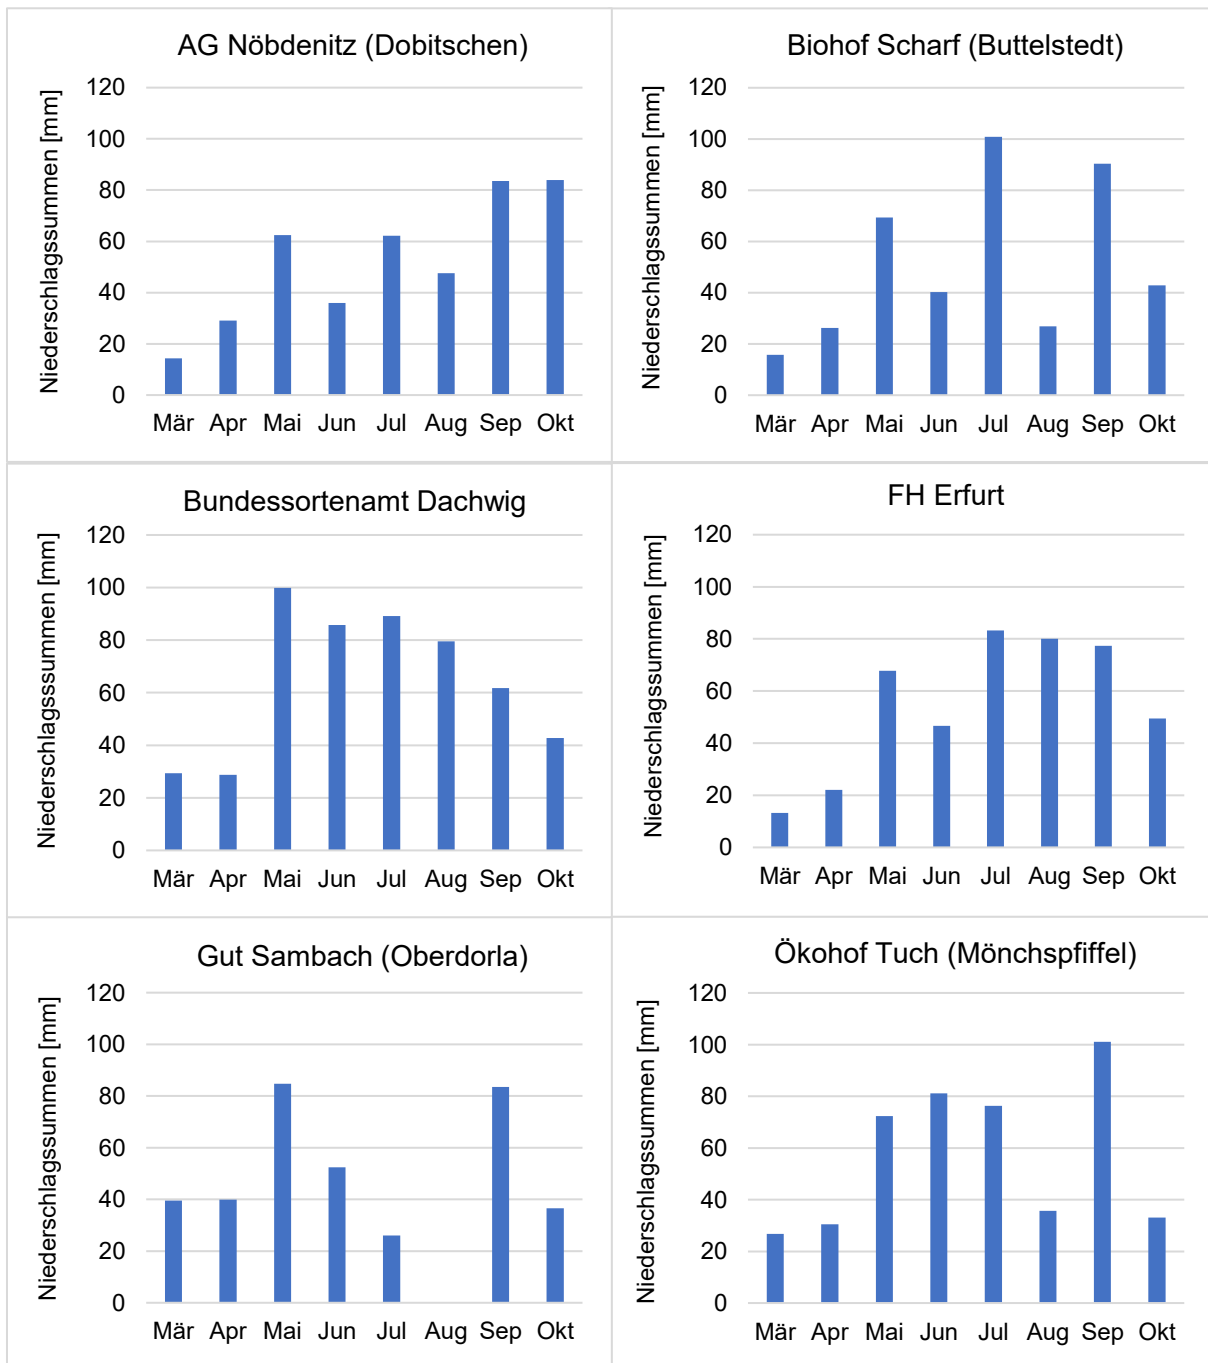 AG Nöbdenitz (Dobitschen)
Niederschlagssummen [mm]
120
100
80
60
40
20
0
Mär Apr Mai Jun Jul Aug Sep Okt
Biohof Scharf (Buttelstedt)
Niederschlagssummen [mm]
120
100
80
60
40
20
0
Mär Apr Mai Jun Jul Aug Sep Okt
Bundessortenamt Dachwig
Niederschlagsssummen [mm]
120
100
80
60
40
20
0
Mär Apr Mai Jun Jul Aug Sep Okt
FH Erfurt
Niederschlagssummen [mm]
120
100
80
60
40
20
0
Mär Apr Mai Jun Jul Aug Sep Okt
Gut Sambach (Oberdorla)
Niederschlagssummen [mm]
120
100
80
60
40
20
0
Mär Apr Mai Jun Jul Aug Sep Okt
Ökohof Tuch (Mönchspfiffel)
Niederschlagssummen [mm]
120
100
80
60
40
20
0
Mär Apr Mai Jun Jul Aug Sep Okt